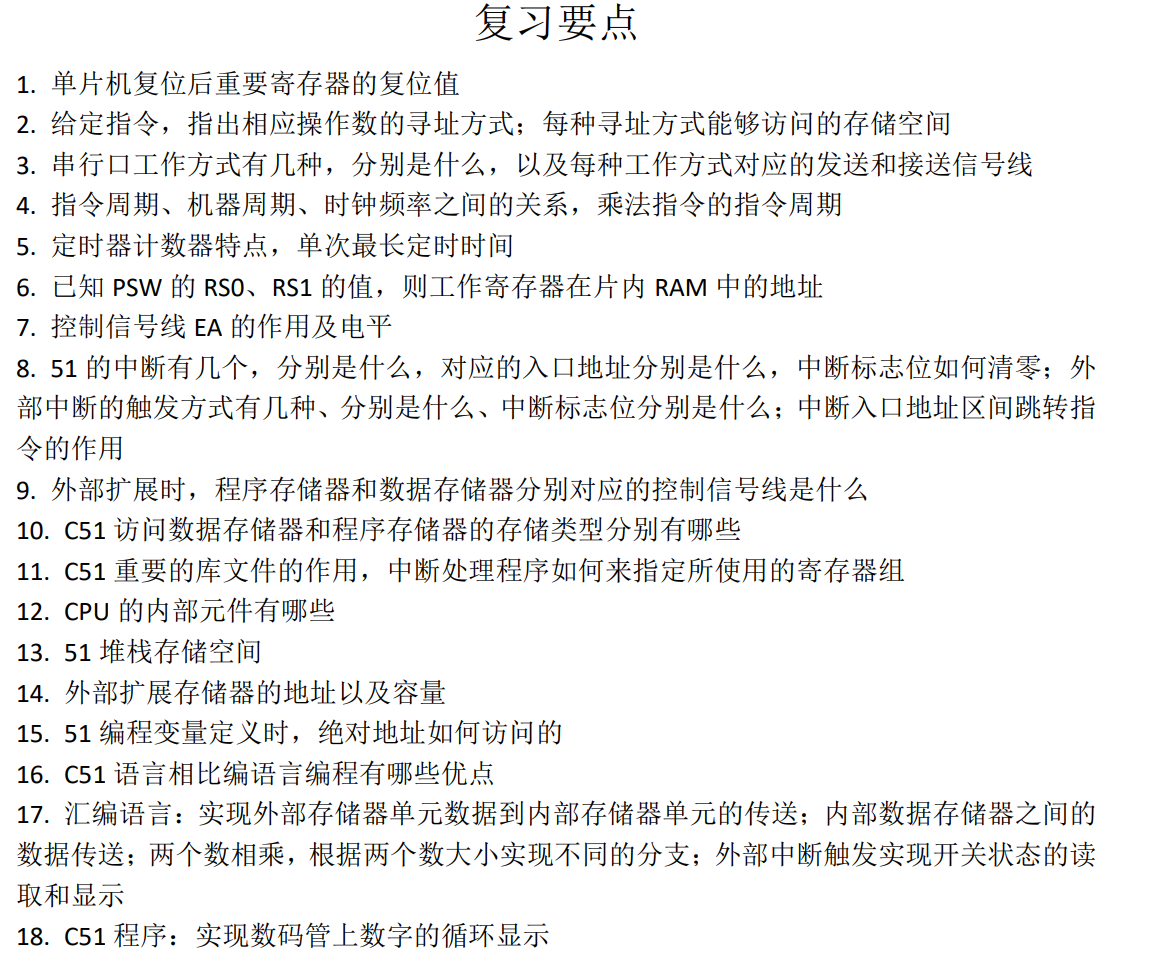 复习要点
1. 单片机复位后重要寄存器的复位值
2. 给定指令，指出相应操作数的寻址方式；每种寻址方式能够访问的存储空间
3. 串行口工作方式有几种，分别是什么，以及每种工作方式对应的发送和接送信号线
4. 指令周期、机器周期、时钟频率之间的关系，乘法指令的指令周期
5. 定时器计数器特点，单次最长定时时间
6. 已知 PSW 的 RS0、RS1 的值，则工作寄存器在片内 RAM 中的地址
7. 控制信号线 EA 的作用及电平
8. 51 的中断有几个，分别是什么，对应的入口地址分别是什么，中断标志位如何清零；外
部中断的触发方式有几种、分别是什么、中断标志位分别是什么；中断入口地址区间跳转指
令的作用
9. 外部扩展时，程序存储器和数据存储器分别对应的控制信号线是什么
10. C51 访问数据存储器和程序存储器的存储类型分别有哪些
11. C51 重要的库文件的作用，中断处理程序如何来指定所使用的寄存器组
12. CPU 的内部元件有哪些
13. 51 堆栈存储空间
14. 外部扩展存储器的地址以及容量
15. 51 编程变量定义时，绝对地址如何访问的
16. C51 语言相比编语言编程有哪些优点
17. 汇编语言：实现外部存储器单元数据到内部存储器单元的传送；内部数据存储器之间的
数据传送；两个数相乘，根据两个数大小实现不同的分支；外部中断触发实现开关状态的读
取和显示
18. C51 程序：实现数码管上数字的循环显示